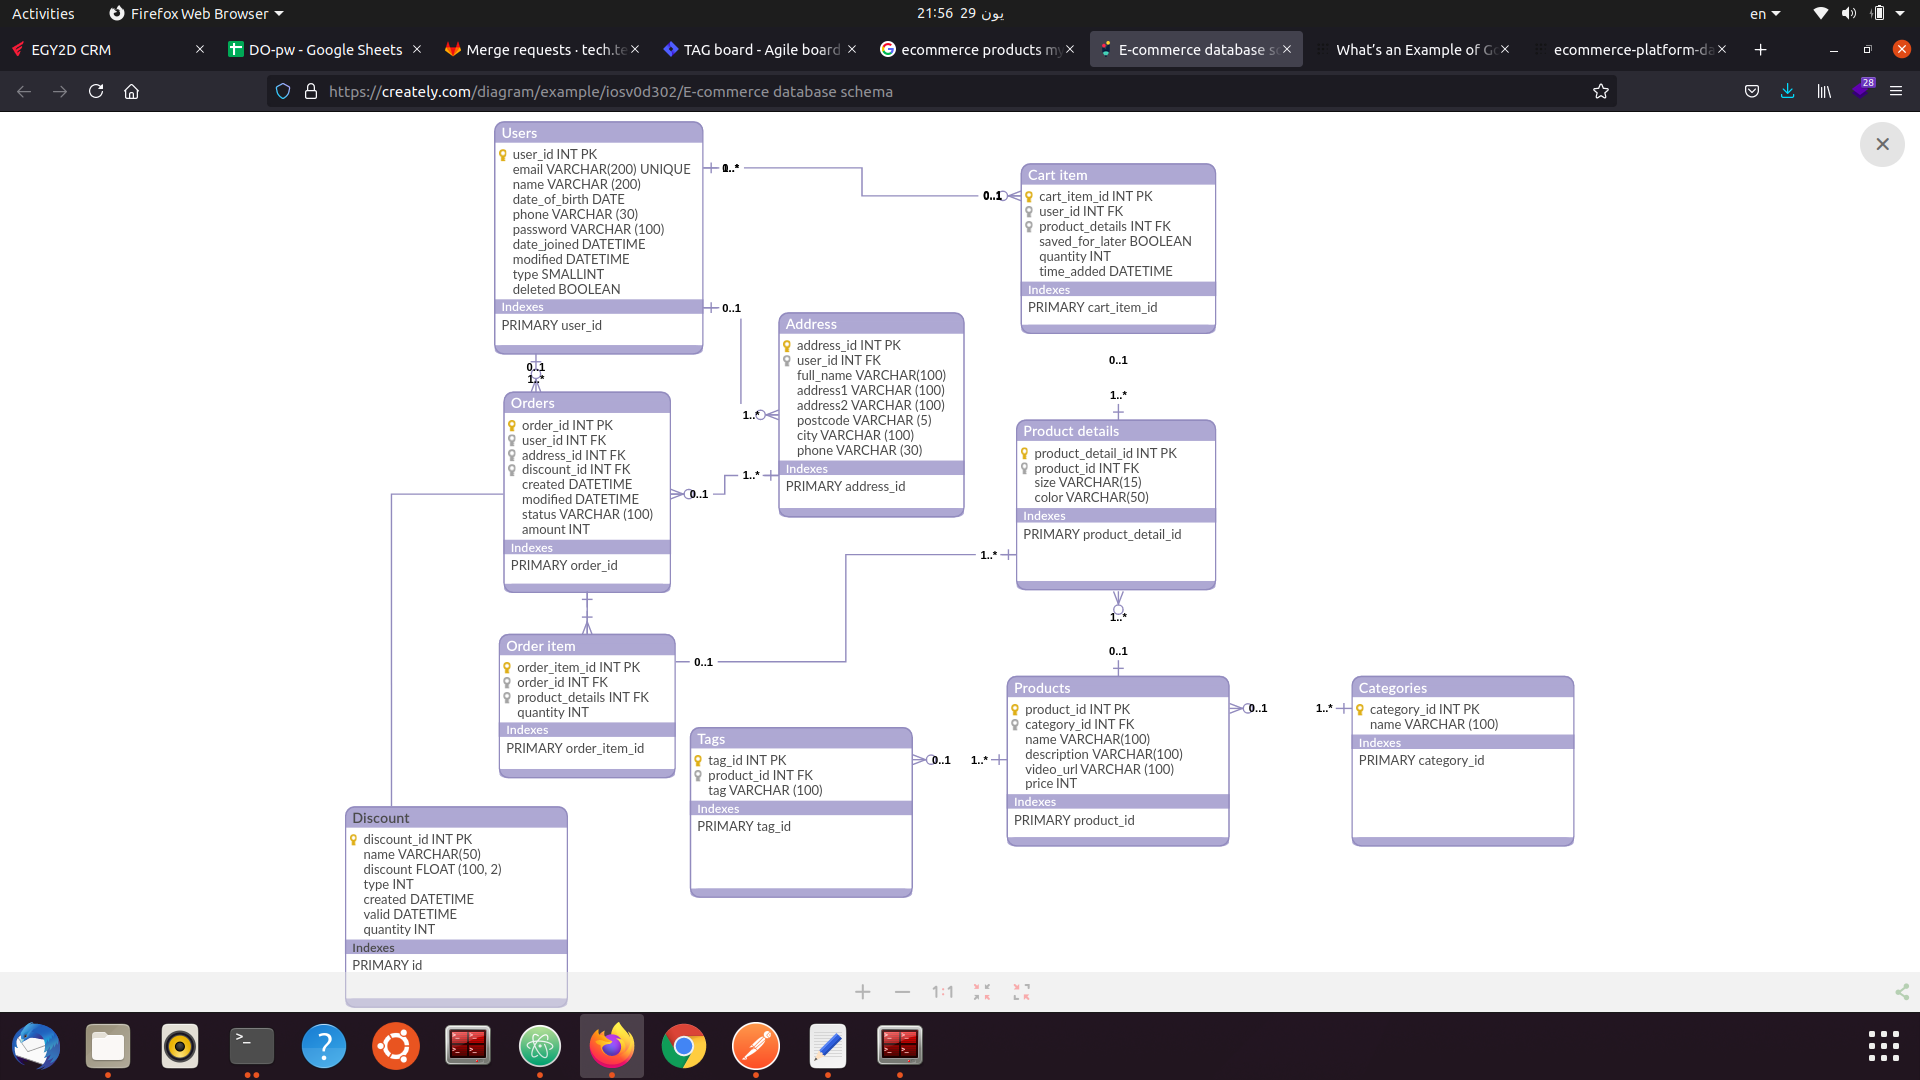 Activities
Firefox Web Browser
21:56 29 يون
en
EGY2D CRM
DO-pw - Google Sheets
Merge requests · tech.te
TAG board - Agile board
ecommerce products my
E-commerce database sc
What's an Example of Go
ecommerce-platform-da
https://creately.com/diagram/example/iosv0d302/E-commerce database schema
28
Users
user_id INT PK
email VARCHAR(200) UNIQUE
name VARCHAR (200)
date_of_birth DATE
phone VARCHAR (30)
password VARCHAR (100)
date_joined DATETIME
modified DATETIME
type SMALLINT
deleted BOOLEAN
Indexes
PRIMARY user_id
0..1
0..1
1..*
0..1
Cart item
cart_item_id INT PK
user_id INT FK
product_details INT FK
saved_for_later BOOLEAN
quantity INT
time_added DATETIME
Indexes
PRIMARY cart_item_id
Address
address_id INT PK
user_id INT FK
full_name VARCHAR(100)
address1 VARCHAR (100)
address2 VARCHAR (100)
postcode VARCHAR (5)
city VARCHAR (100)
phone VARCHAR (30)
Indexes
PRIMARY address_id
1..*
1..*
0..1
Orders
order_id INT PK
user_id INT FK
address_id INT FK
discount_id INT FK
created DATETIME
modified DATETIME
status VARCHAR (100)
amount INT
Indexes
PRIMARY order_id
0..1
1..*
Product details
product_detail_id INT PK
product_id INT FK
size VARCHAR(15)
color VARCHAR(50)
Indexes
PRIMARY product_detail_id
1..*
1..*
0..1
Order item
order_item_id INT PK
order_id INT FK
product_details INT FK
quantity INT
Indexes
PRIMARY order_item_id
0..1
Tags
tag_id INT PK
product_id INT FK
tag VARCHAR (100)
Indexes
PRIMARY tag_id
0..1
1..*
Products
product_id INT PK
category_id INT FK
name VARCHAR(100)
description VARCHAR(100)
video_url VARCHAR (100)
price INT
Indexes
PRIMARY product_id
0..1
1..*
Categories
category_id INT PK
name VARCHAR (100)
Indexes
PRIMARY category_id
Discount
discount_id INT PK
name VARCHAR(50)
discount FLOAT (100, 2)
type INT
created DATETIME
valid DATETIME
quantity INT
Indexes
PRIMARY id
1:1